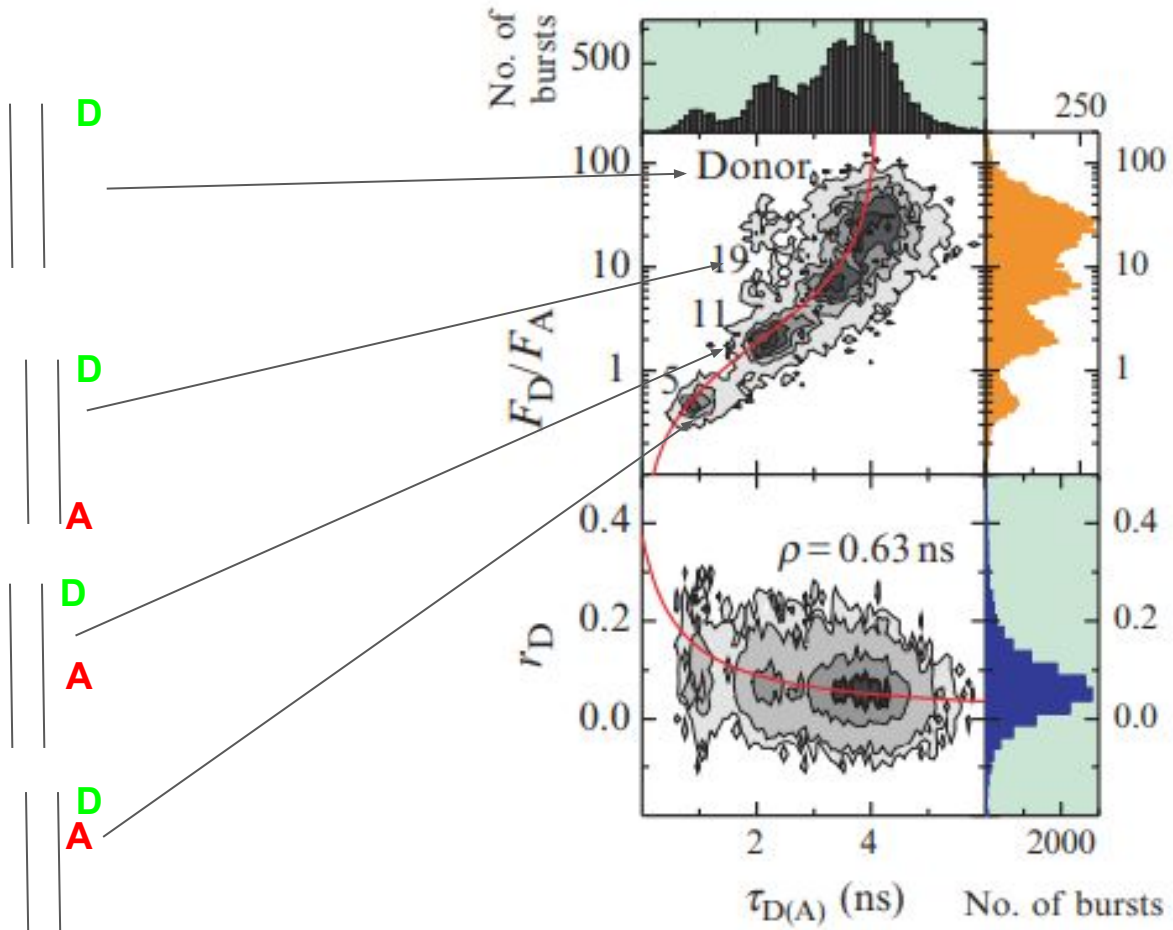 No. of
bursts
500
250
D
100
Donor
100
19
10
10
11
F_D/F_A
D
1
5
1
A
0.4
ρ = 0.63 ns
0.4
D
0.2
0.2
r_D
A
0.0
0.0
D
A
2
4
2000
τ_D(A) (ns)
No. of bursts